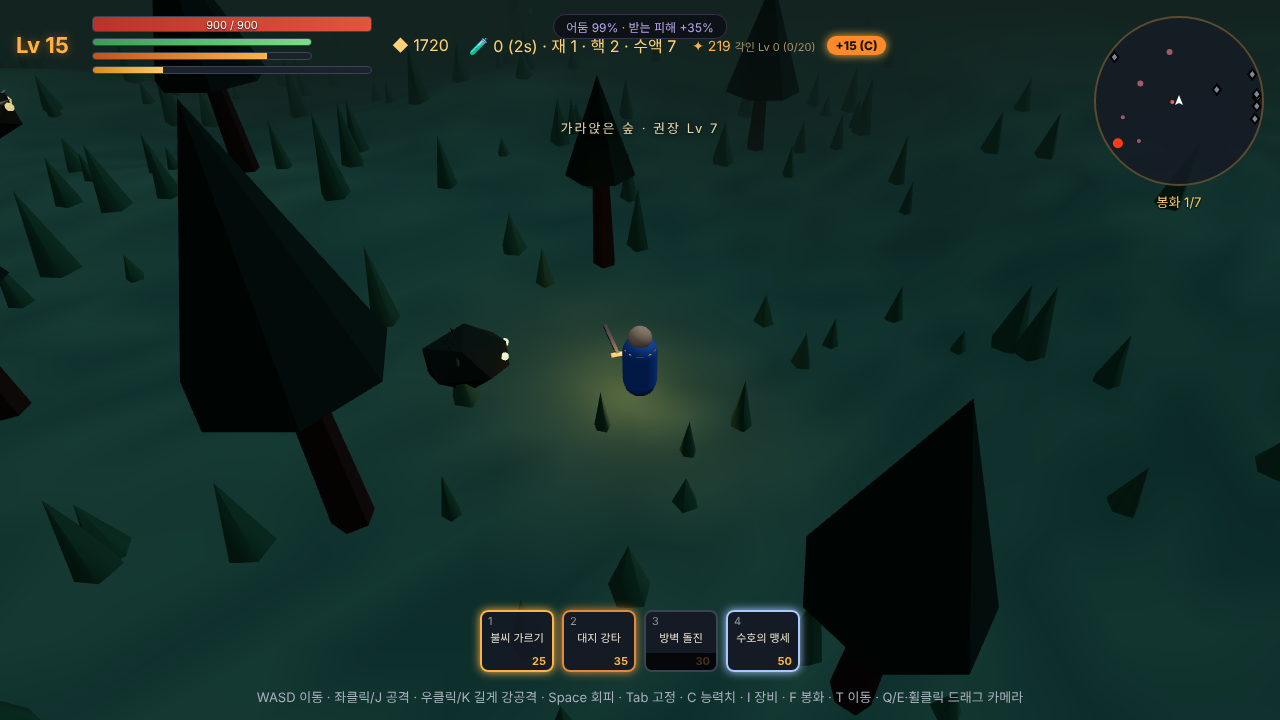 어둠 99% · 받는 피해 +35%
Lv 15
900 / 900
1720
0 (2s) · 재 1 · 핵 2 · 수액 7
219 각인 Lv 0 (0/20)
+15 (C)
가라앉은 숲 · 권장 Lv 7
봉화 1/7
1 불씨 가르기 25
2 대지 강타 35
3 방벽 돌진 30
4 수호의 맹세 50
WASD 이동 · 좌클릭/J 공격 · 우클릭/K 길게 강공격 · Space 회피 · Tab 고정 · C 능력치 · I 장비 · F 봉화 · T 이동 · Q/E·휠클릭 드래그 카메라